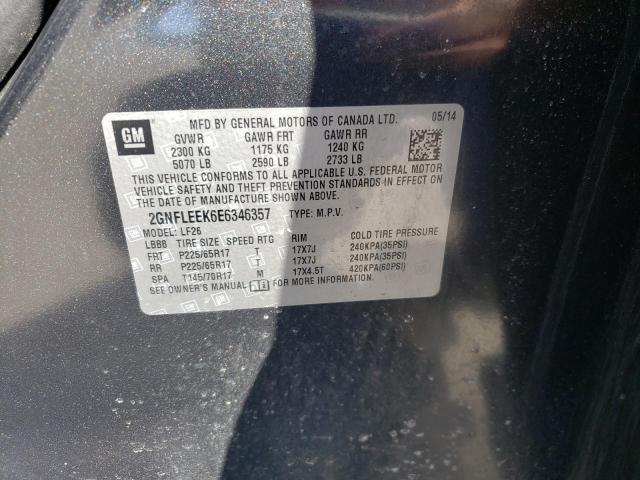 MFD BY GENERAL MOTORS OF CANADA LTD. 05/14
GM
GVWR GAWR FRT GAWR RR
2300 KG 1175 KG 1240 KG
5070 LB 2590 LB 2733 LB
THIS VEHICLE CONFORMS TO ALL APPLICABLE U.S. FEDERAL MOTOR
VEHICLE SAFETY AND THEFT PREVENTION STANDARDS IN EFFECT ON
THE DATE OF MANUFACTURE SHOWN ABOVE.
2GNFLEEK6E6346357 TYPE: M.P.V.
MODEL: LF26
LBBB TIRE SIZE SPEED RTG RIM COLD TIRE PRESSURE
FRT P225/65R17 T 17X7J 240KPA(35PSI)
RR P225/65R17 T 17X7J 240KPA(35PSI)
SPA T145/70R17 M 17X4.5T 420KPA(60PSI)
SEE OWNER'S MANUAL FOR MORE INFORMATION.